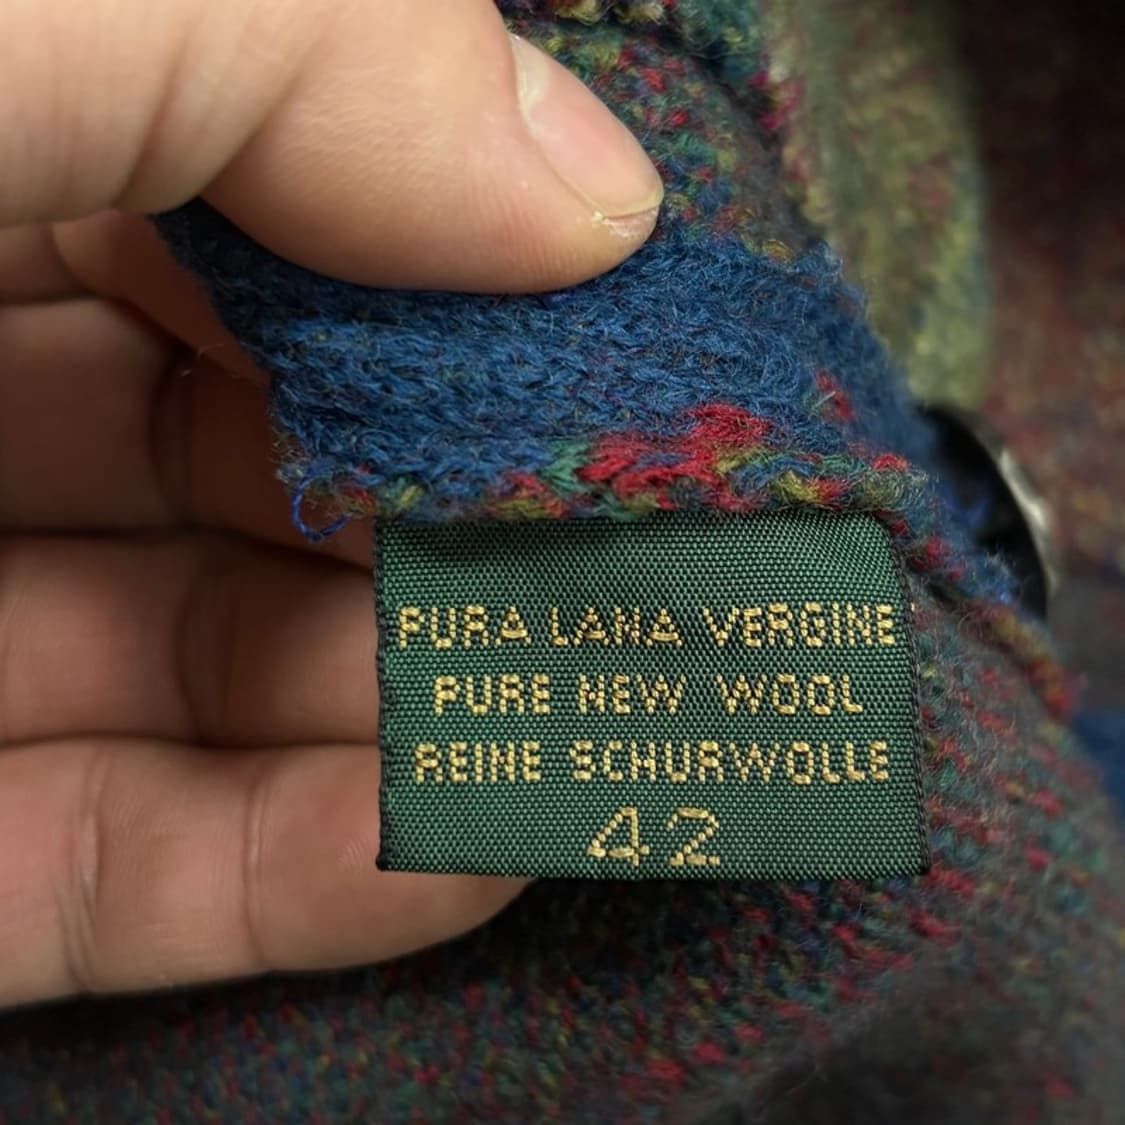 PURA LANA VERGINE
PURE NEW WOOL
REINE SCHURWOLLE
42